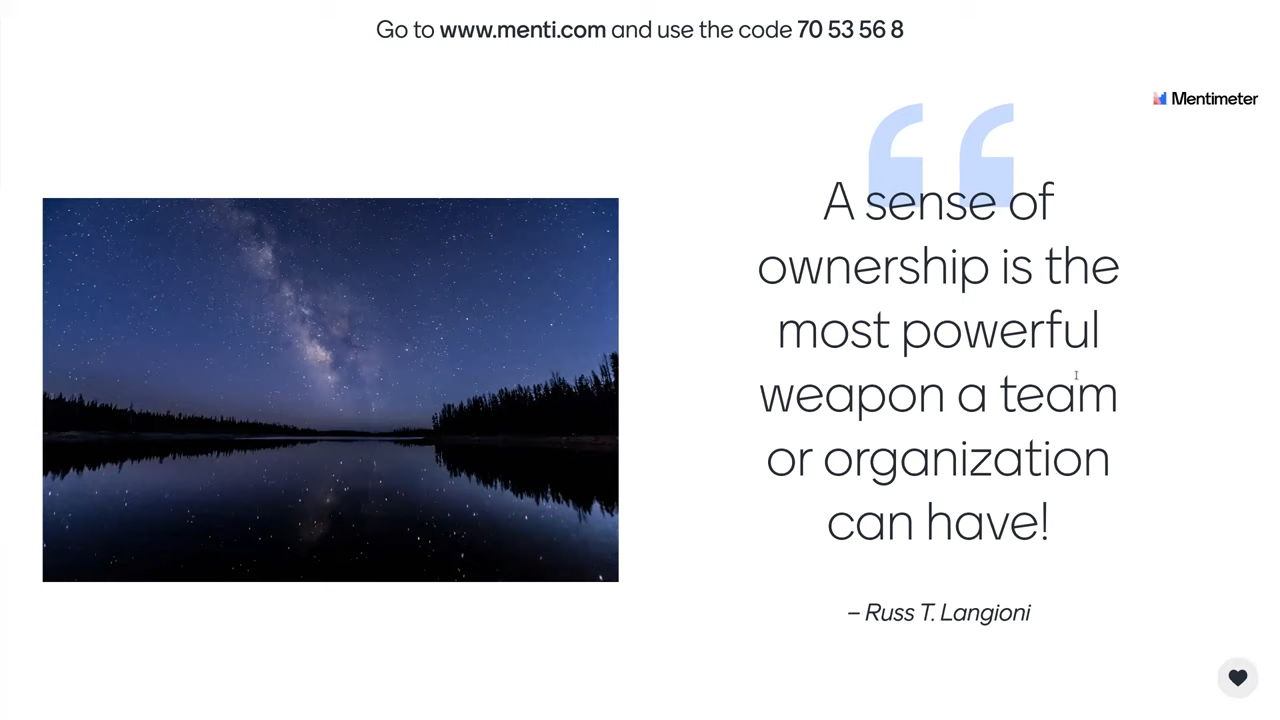 Go to www.menti.com and use the code 70 53 56 8
Mentimeter
A sense of
ownership is the
most powerful
weapon a team
or organization
can have!
– Russ T. Langioni